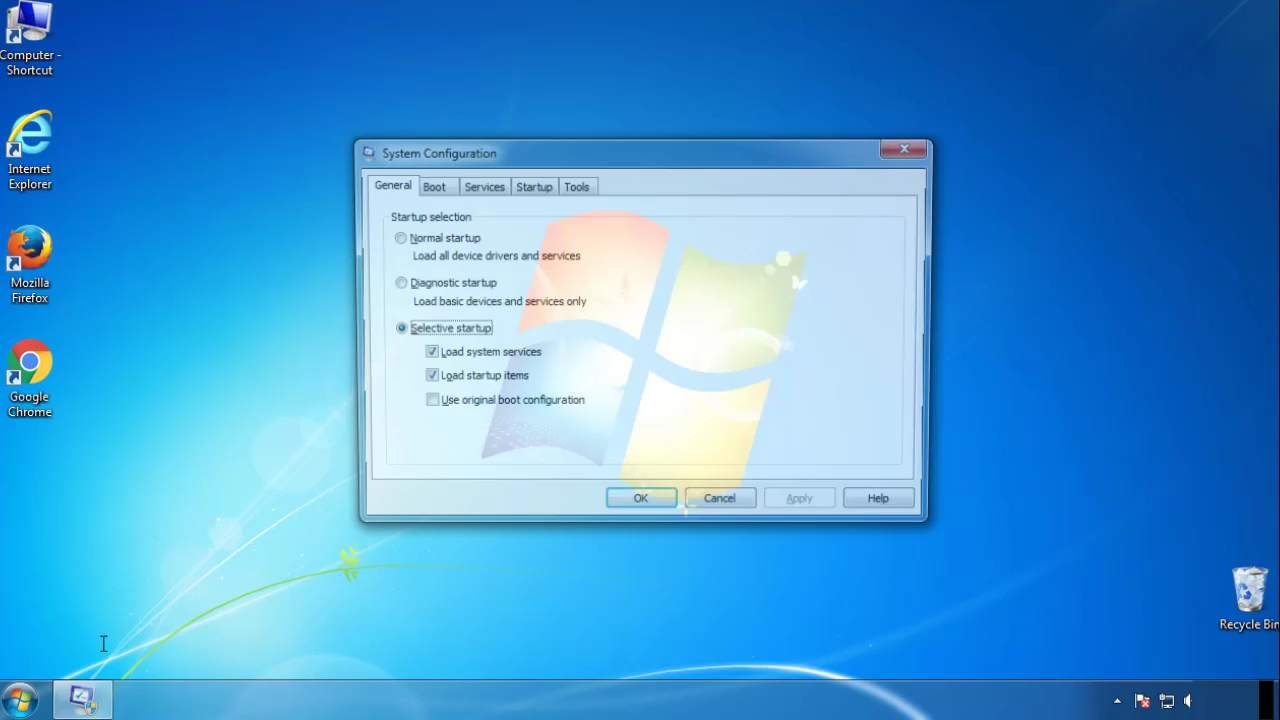 Computer -
Shortcut
Internet
Explorer
Mozilla
Firefox
Google
Chrome
System Configuration
General Boot Services Startup Tools
Startup selection
Normal startup
Load all device drivers and services
Diagnostic startup
Load basic devices and services only
Selective startup
Load system services
Load startup items
Use original boot configuration
OK Cancel Apply Help
Recycle Bin